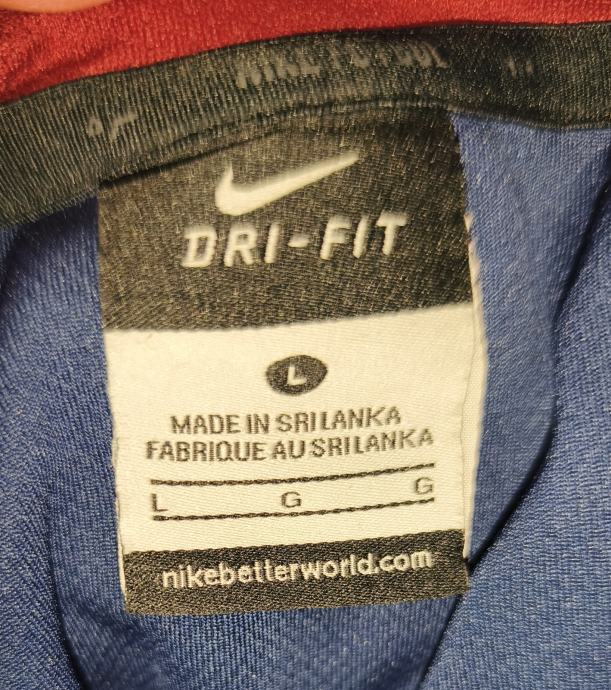 DRI-FIT
L
MADE IN SRI LANKA
FABRIQUE AU SRI LANKA
L G G
nikebetterworld.com